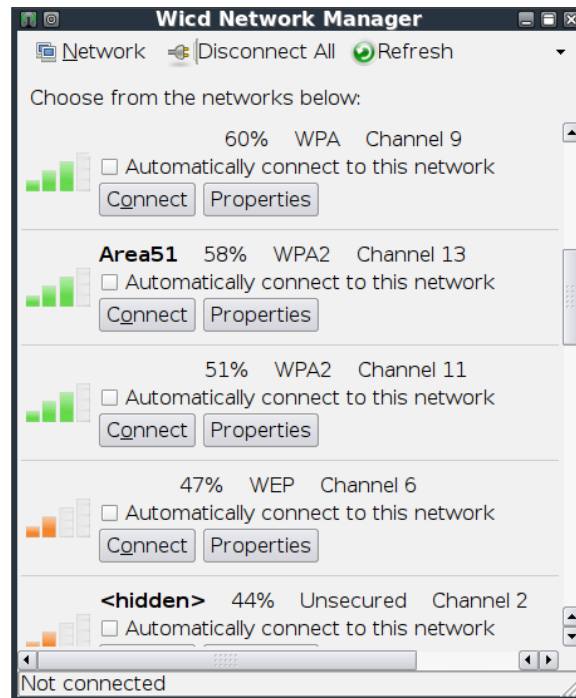 Wicd Network Manager
Network Disconnect All Refresh
Choose from the networks below:
60% WPA Channel 9
Automatically connect to this network
Connect Properties
Area51 58% WPA2 Channel 13
Automatically connect to this network
Connect Properties
51% WPA2 Channel 11
Automatically connect to this network
Connect Properties
47% WEP Channel 6
Automatically connect to this network
Connect Properties
<hidden> 44% Unsecured Channel 2
Automatically connect to this network
Not connected